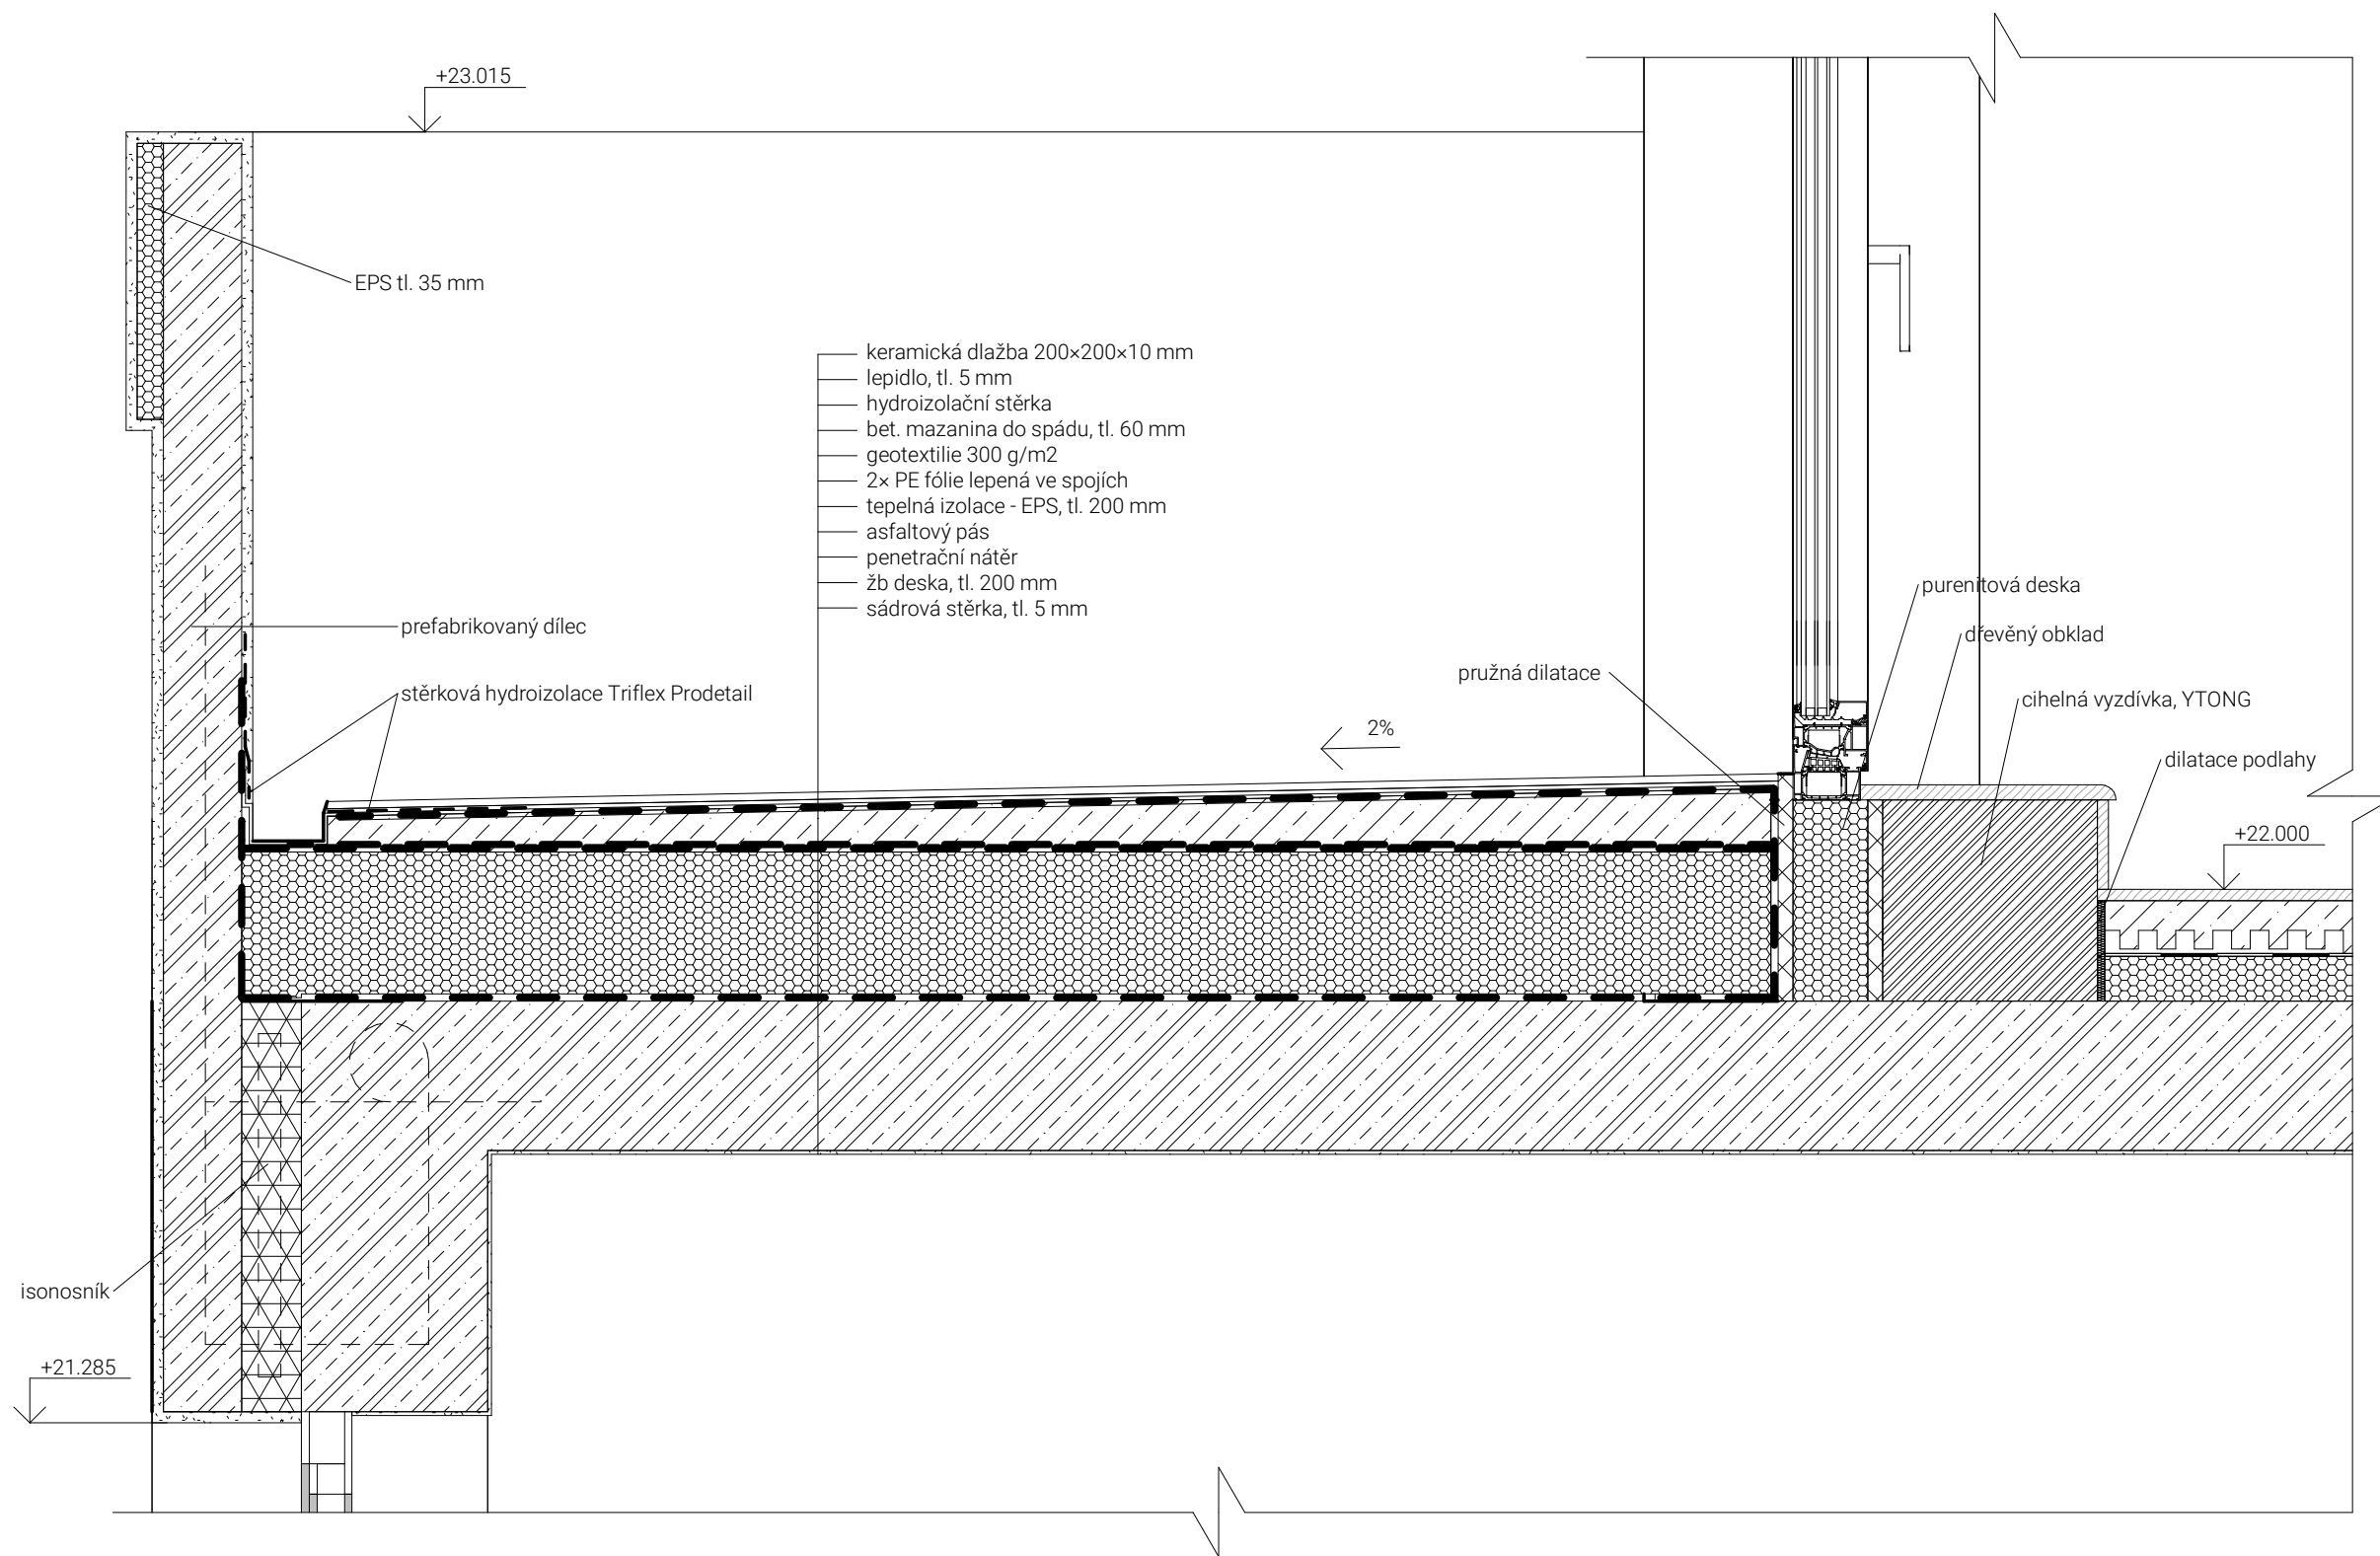 +23.015
EPS tl. 35 mm
keramická dlažba 200×200×10 mm
lepidlo, tl. 5 mm
hydroizolační stěrka
bet. mazanina do spádu, tl. 60 mm
geotextilie 300 g/m2
2× PE fólie lepená ve spojích
tepelná izolace - EPS, tl. 200 mm
asfaltový pás
penetrační nátěr
žb deska, tl. 200 mm
sádrová stěrka, tl. 5 mm
purenitová deska
prefabrikovaný dílec
dřevěný obklad
pružná dilatace
stěrková hydroizolace Triflex Prodetail
cihelná vyzdívka, YTONG
2%
dilatace podlahy
+22.000
isonosník
+21.285